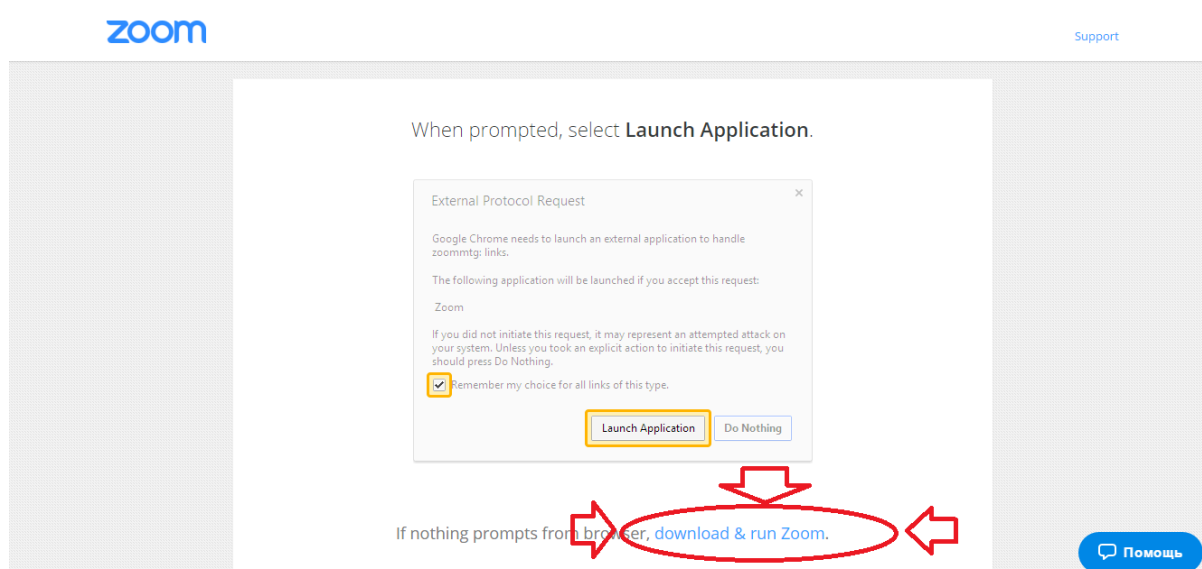 zoom
Support
When prompted, select Launch Application.
External Protocol Request
×
Google Chrome needs to launch an external application to handle
zoommtg: links.
The following application will be launched if you accept this request:
Zoom
If you did not initiate this request, it may represent an attempted attack on
your system. Unless you took an explicit action to initiate this request, you
should press Do Nothing.
Remember my choice for all links of this type.
Launch Application
Do Nothing
If nothing prompts from browser, download & run Zoom.
Помощь